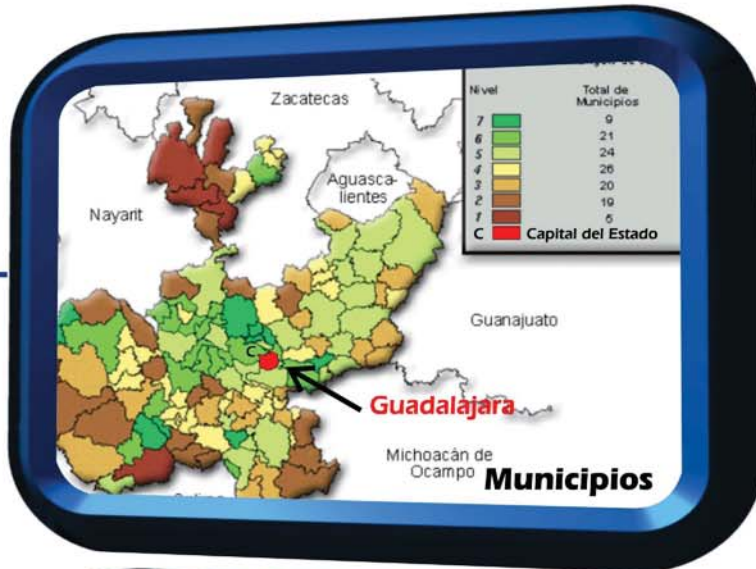 Zacatecas
Aguasca-
lientes
Nayarit
Guanajuato
C
Guadalajara
Michoacán de
Ocampo
Municipios
Nivel Total de
Municipios
7 9
6 21
5 24
4 26
3 20
2 19
1 6
C Capital del Estado